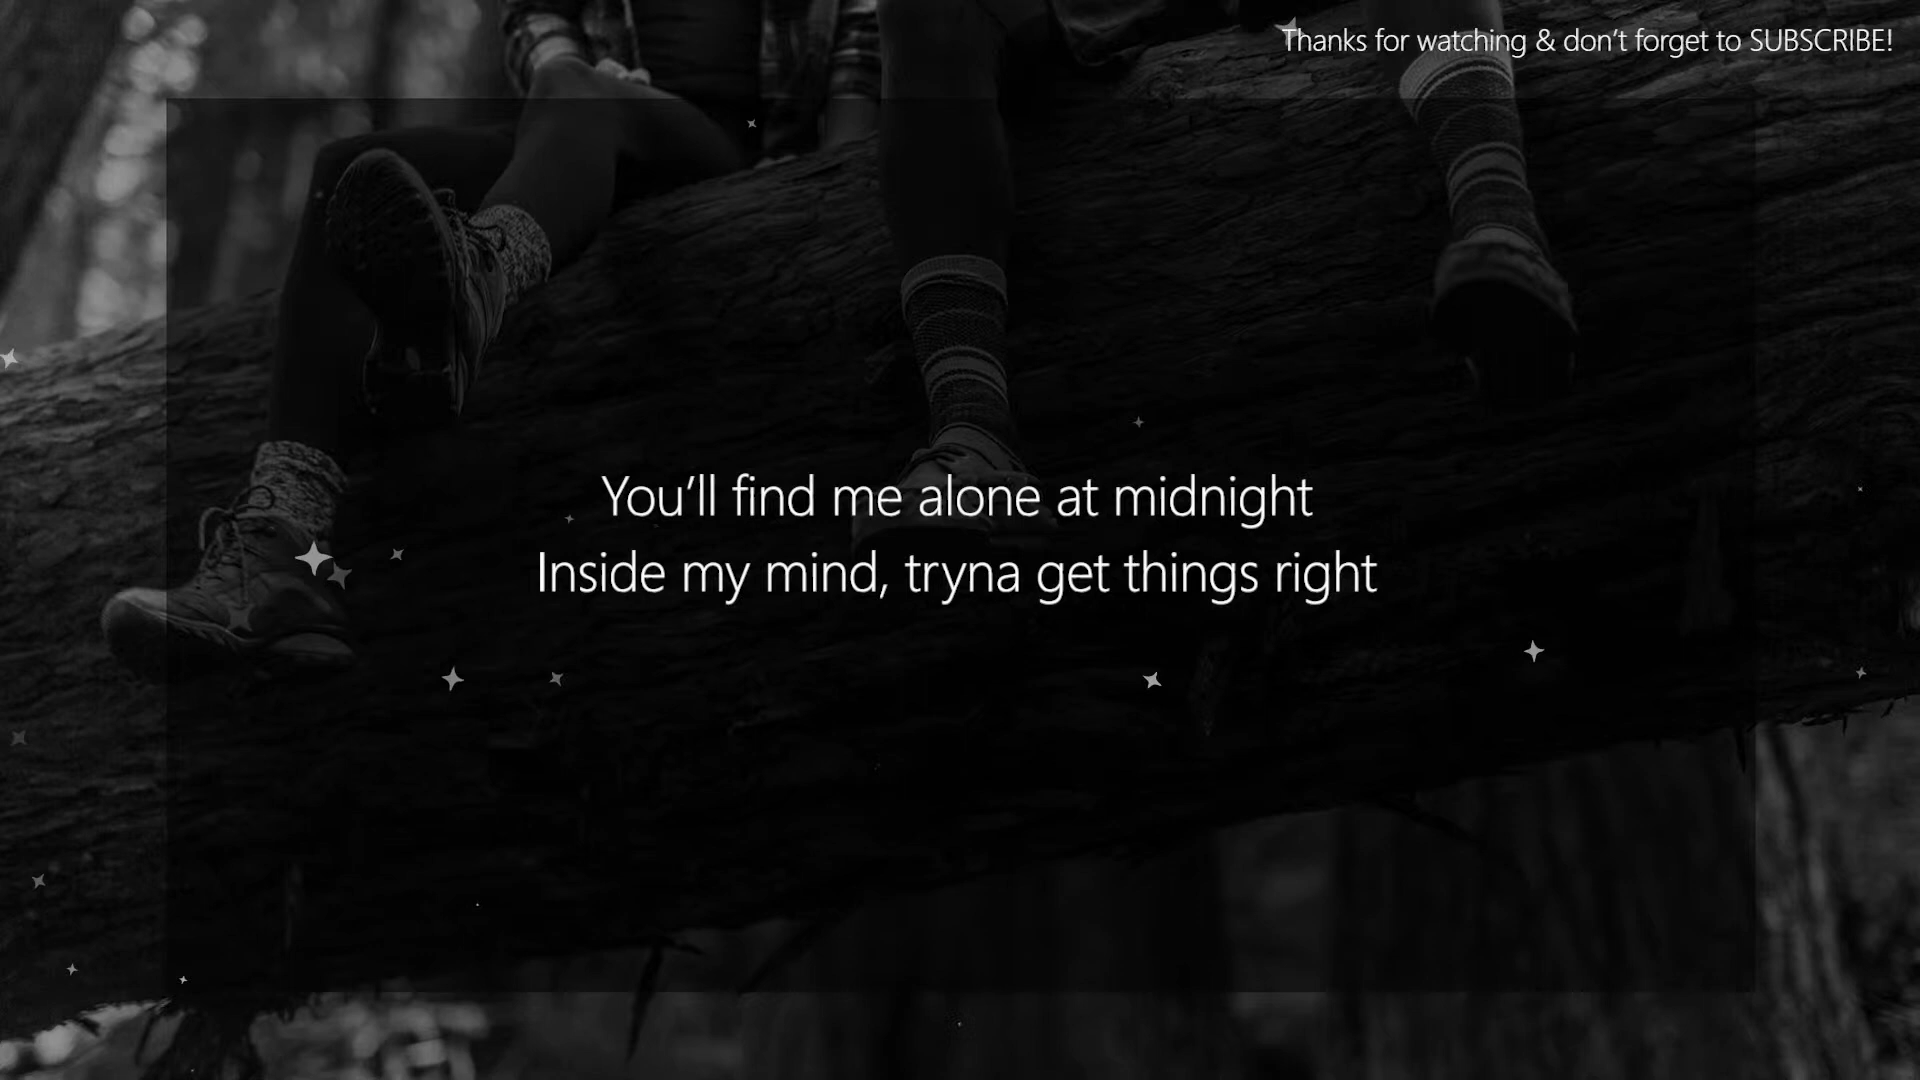 Thanks for watching & don’t forget to SUBSCRIBE!
You’ll find me alone at midnight
Inside my mind, tryna get things right